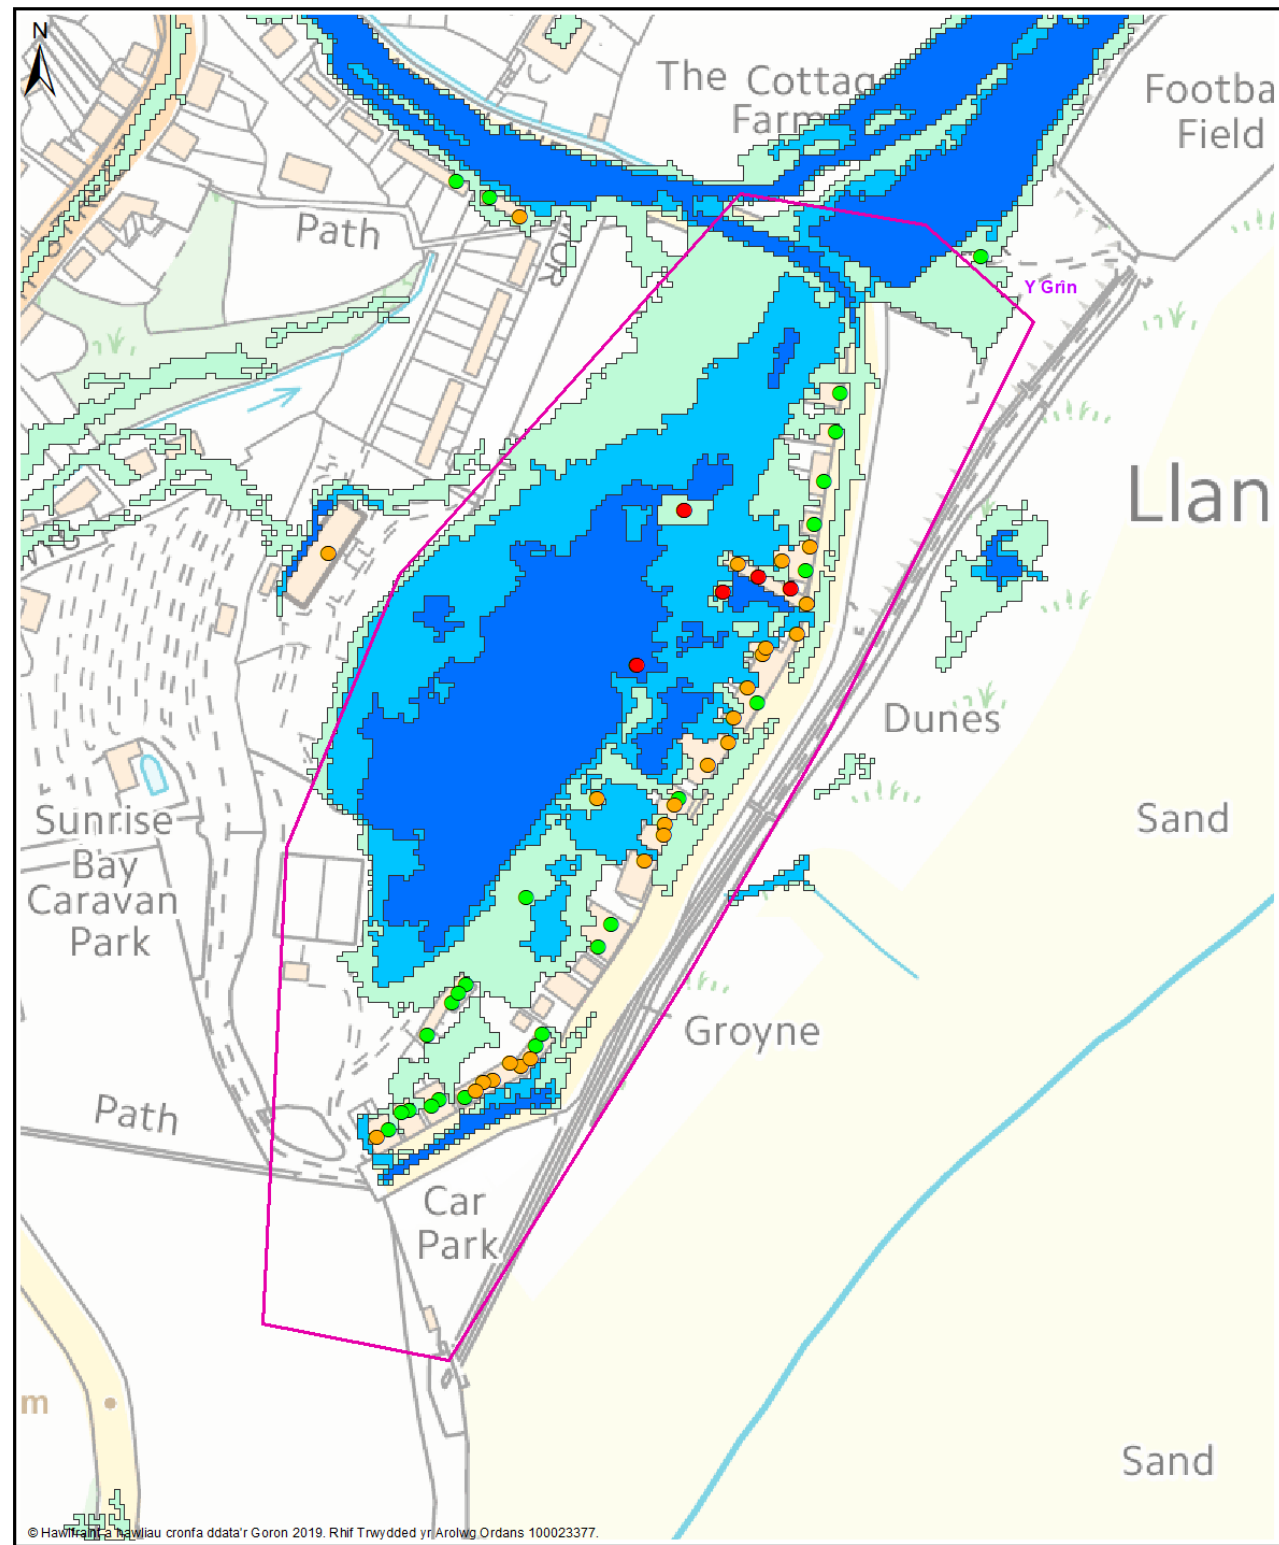 N
The Cottag
Farm
Footba
Field
Path
Y Grîn
Llan
Dunes
Sunrise
Bay
Caravan
Park
Sand
Groyne
Path
Car
Park
m
Sand
© Hawlfraint a hawliau cronfa ddata'r Goron 2019. Rhif Trwydded yr Arolwg Ordans 100023377.